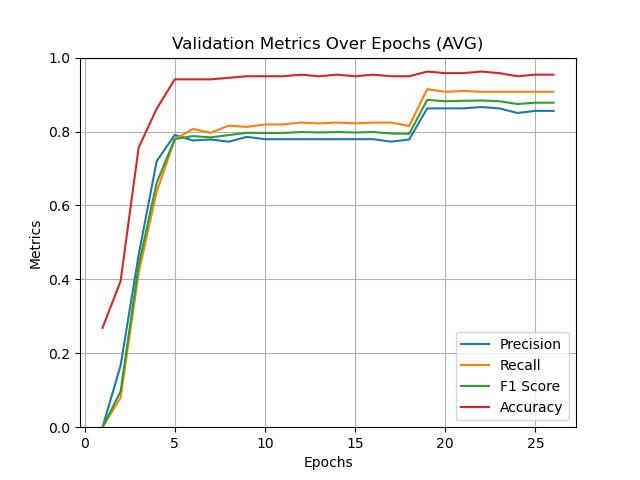 Validation Metrics Over Epochs (AVG)
1.0
0.8
0.6
0.4
0.2
0.0
Metrics
0 5 10 15 20 25
Epochs
Precision
Recall
F1 Score
Accuracy